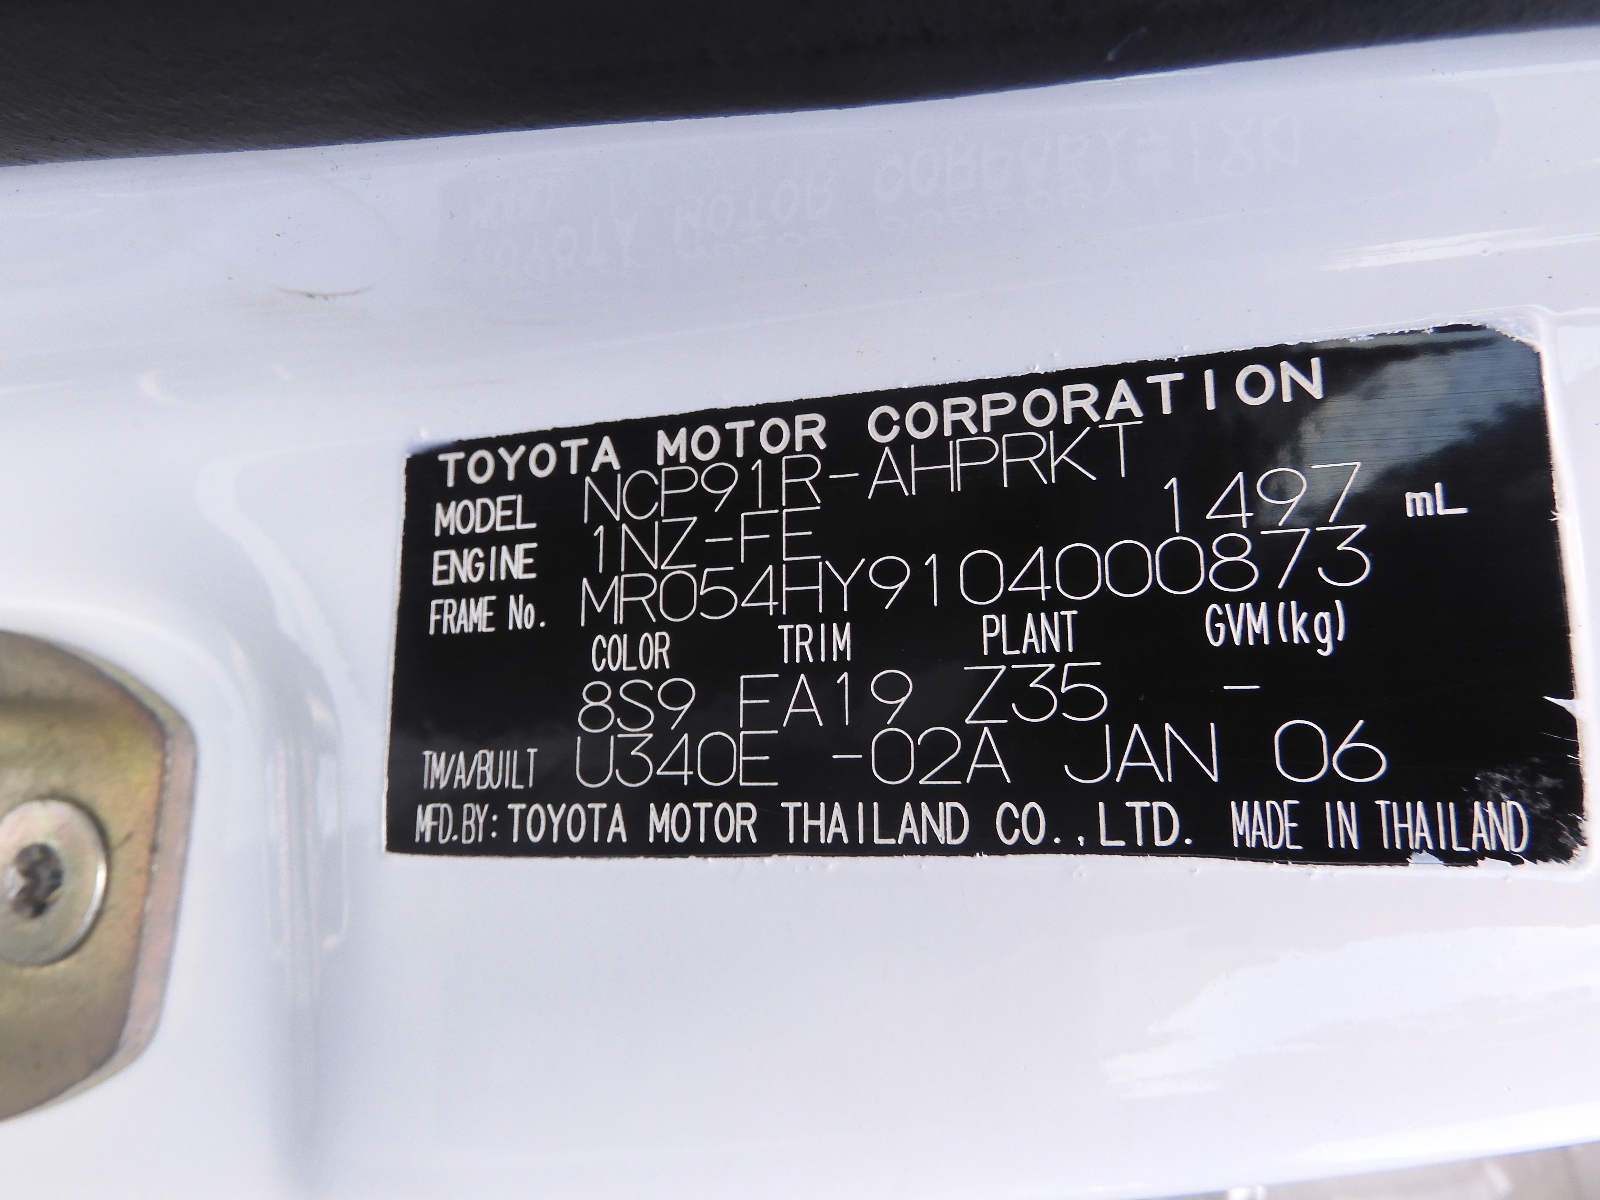 TOYOTA MOTOR CORPORATION
MODEL NCP91R-AHPRKT
ENGINE 1NZ-FE 1497 mL
FRAME No. MR054HY9104000873
COLOR TRIM PLANT GVM(kg)
8S9 FA19 Z35 -
TM/A/BUILT U340E -02A JAN 06
MFD.BY: TOYOTA MOTOR THAILAND CO.,LTD. MADE IN THAILAND